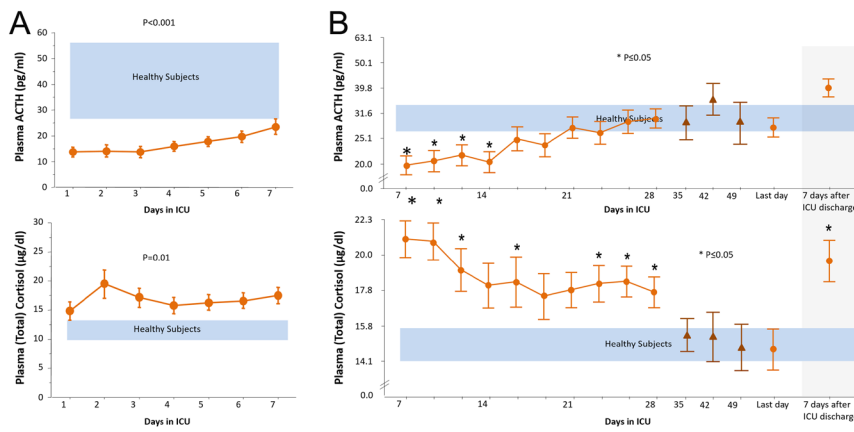 A
P<0.001
Plasma ACTH (pg/ml)
60
50
40
30
20
10
0
Healthy Subjects
1 2 3 4 5 6 7
Days in ICU
Plasma (Total) Cortisol (µg/dl)
30
25
20
15
10
5
0
P=0.01
Healthy Subjects
1 2 3 4 5 6 7
Days in ICU
B
Plasma ACTH (pg/ml)
63.1
50.1
39.8
31.6
25.1
20.0
0.0
* P≤0.05
Healthy Subjects
* * * *
7 14 21 28 35 42 49 Last day 7 days after
ICU discharge
Days in ICU
Plasma (Total) Cortisol (µg/dl)
22.3
20.0
17.8
15.8
14.1
0.0
* * * * * * * *
* P≤0.05
Healthy Subjects
7 14 21 28 35 42 49 Last day 7 days after
ICU discharge
Days in ICU